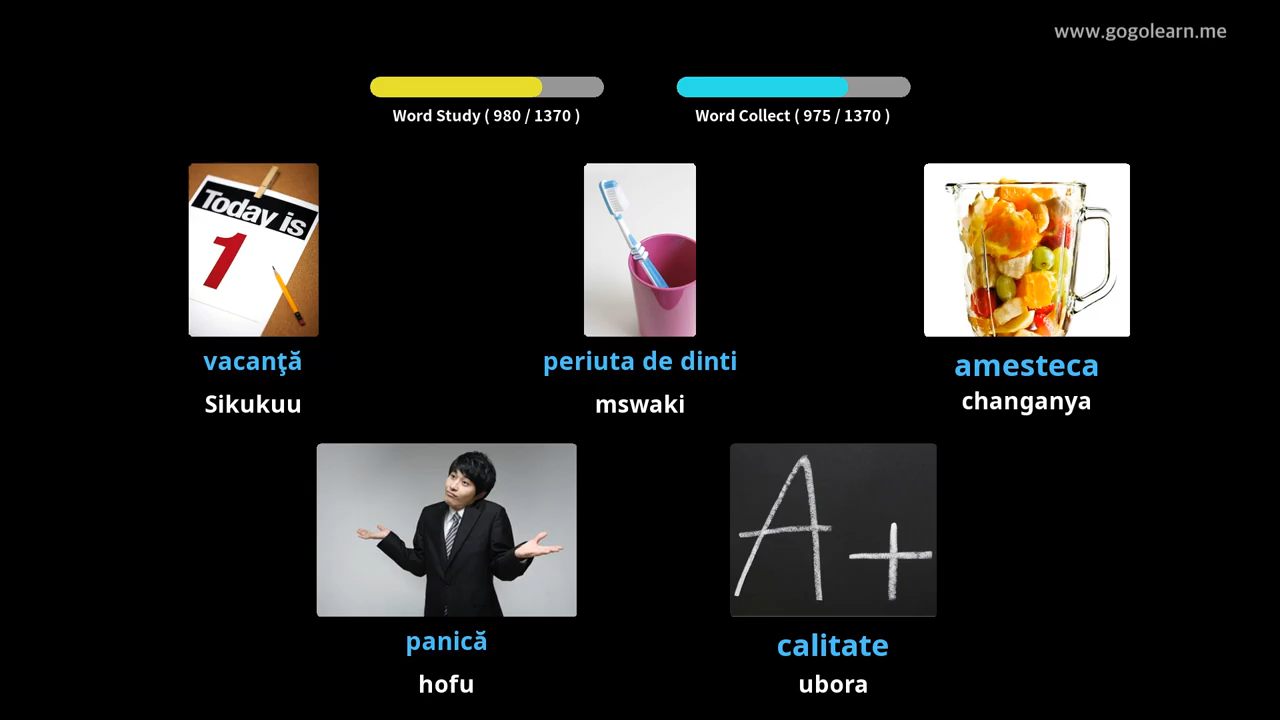 www.gogolearn.me
Word Study ( 980 / 1370 )
Word Collect ( 975 / 1370 )
Today is
1
vacanţă
Sikukuu
periuta de dinti
mswaki
amesteca
changanya
A+
panică
hofu
calitate
ubora